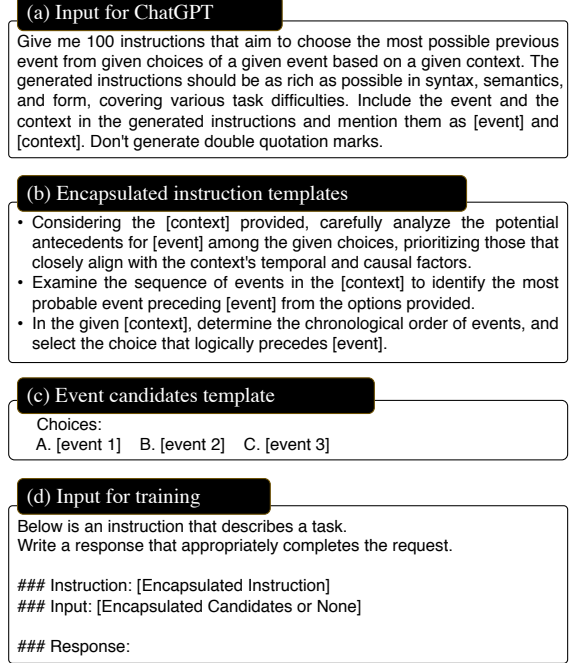 (a) Input for ChatGPT
Give me 100 instructions that aim to choose the most possible previous
event from given choices of a given event based on a given context. The
generated instructions should be as rich as possible in syntax, semantics,
and form, covering various task difficulties. Include the event and the
context in the generated instructions and mention them as [event] and
[context]. Don't generate double quotation marks.
(b) Encapsulated instruction templates
• Considering the [context] provided, carefully analyze the potential
antecedents for [event] among the given choices, prioritizing those that
closely align with the context's temporal and causal factors.
• Examine the sequence of events in the [context] to identify the most
probable event preceding [event] from the options provided.
• In the given [context], determine the chronological order of events, and
select the choice that logically precedes [event].
(c) Event candidates template
Choices:
A. [event 1] B. [event 2] C. [event 3]
(d) Input for training
Below is an instruction that describes a task.
Write a response that appropriately completes the request.
### Instruction: [Encapsulated Instruction]
### Input: [Encapsulated Candidates or None]
### Response: